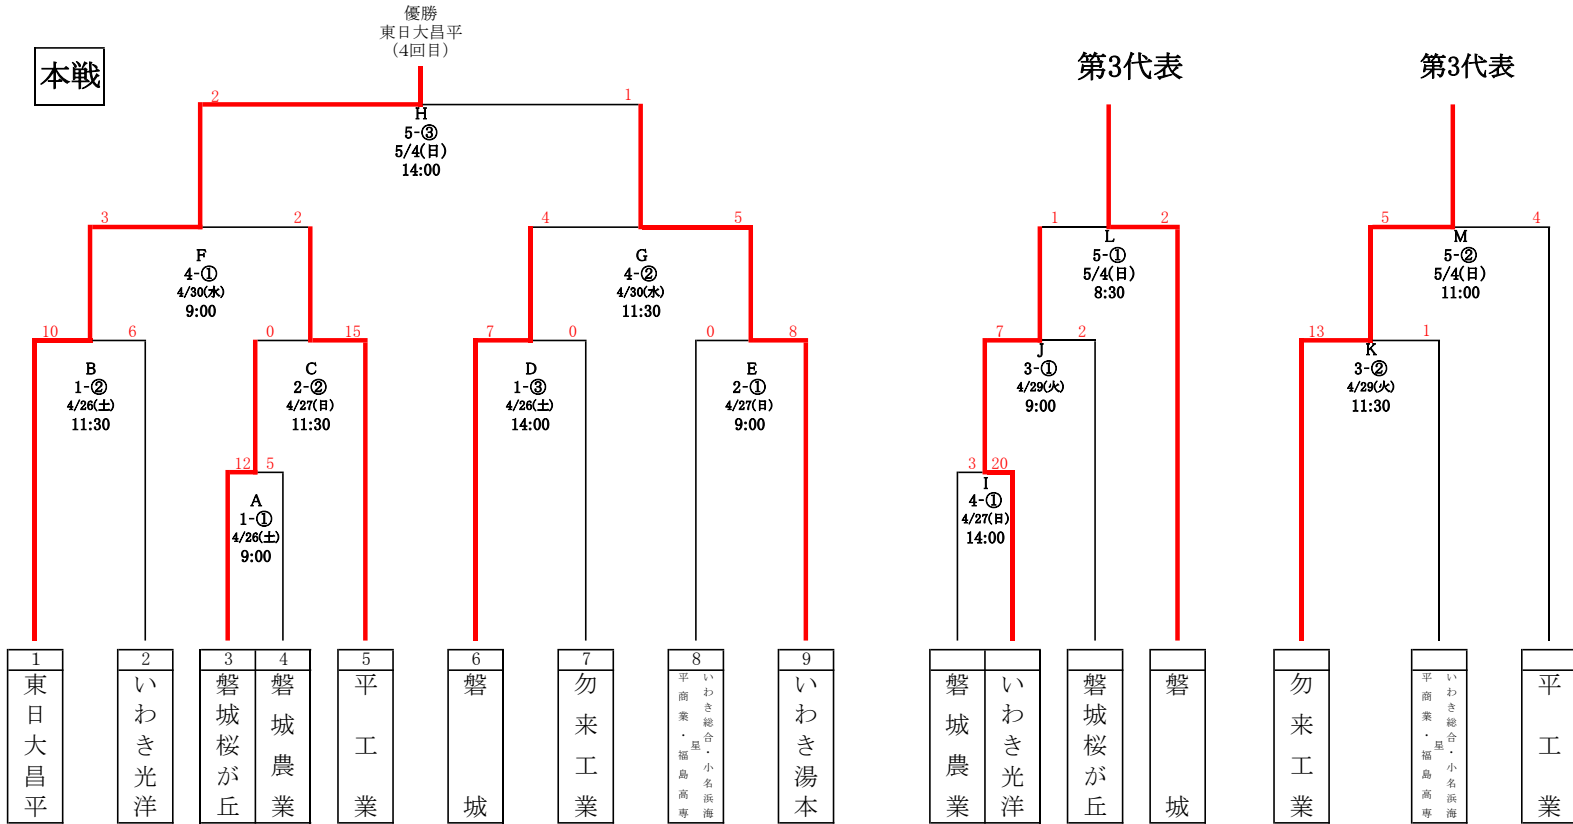 優勝
東日大昌平
（4回目）
本戦
第3代表
第3代表
2
1
H
5-③
5/4(日)
14:00
3
2
4
5
1
2
5
4
F
4-①
4/30(水)
9:00
G
4-②
4/30(水)
11:30
L
5-①
5/4(日)
8:30
M
5-②
5/4(日)
11:00
10
6
0
15
7
0
0
8
7
2
13
1
B
1-②
4/26(土)
11:30
C
2-②
4/27(日)
11:30
D
1-③
4/26(土)
14:00
E
2-①
4/27(日)
9:00
J
3-①
4/29(火)
9:00
K
3-②
4/29(火)
11:30
12
5
3
20
A
1-①
4/26(土)
9:00
I
4-①
4/27(日)
14:00
1
東日大昌平
2
いわき光洋
3
磐城桜が丘
4
磐城農業
5
平工業
6
磐城
7
勿来工業
8
いわき総合・小名浜海
星
平商業・福島高専
9
いわき湯本
磐城農業
いわき光洋
磐城桜が丘
磐城
勿来工業
いわき総合・小名浜海
星
平商業・福島高専
平工業